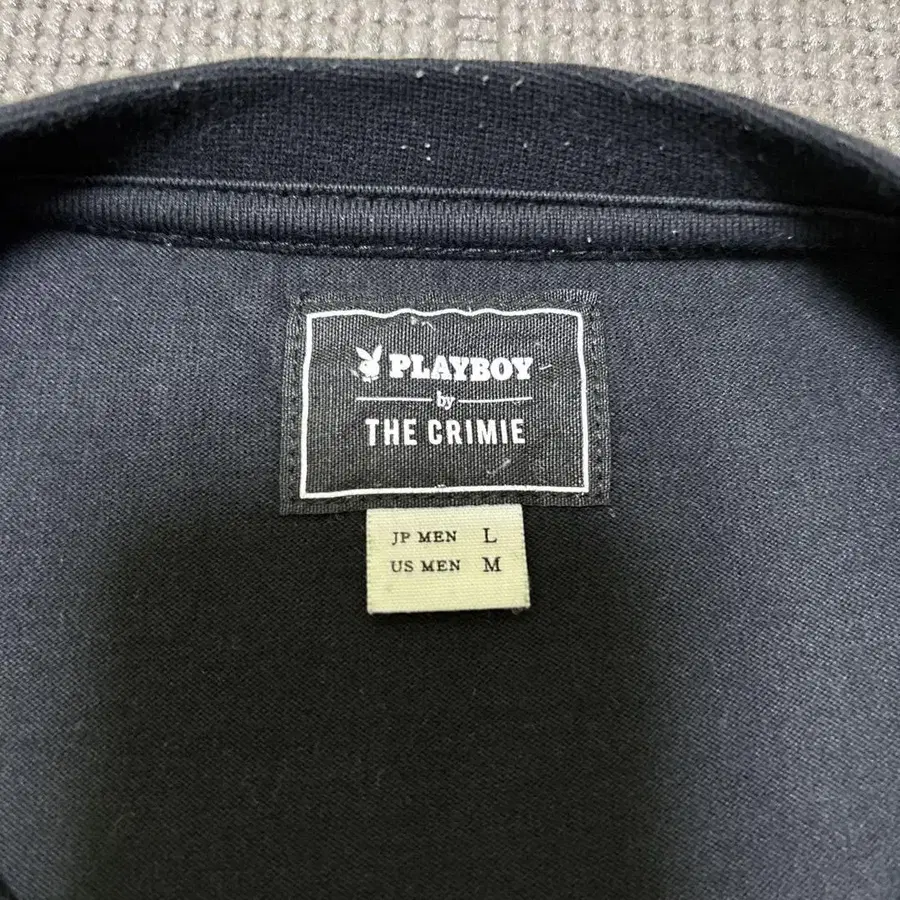 PLAYBOY
by
THE CRIMIE
JP MEN L
US MEN M